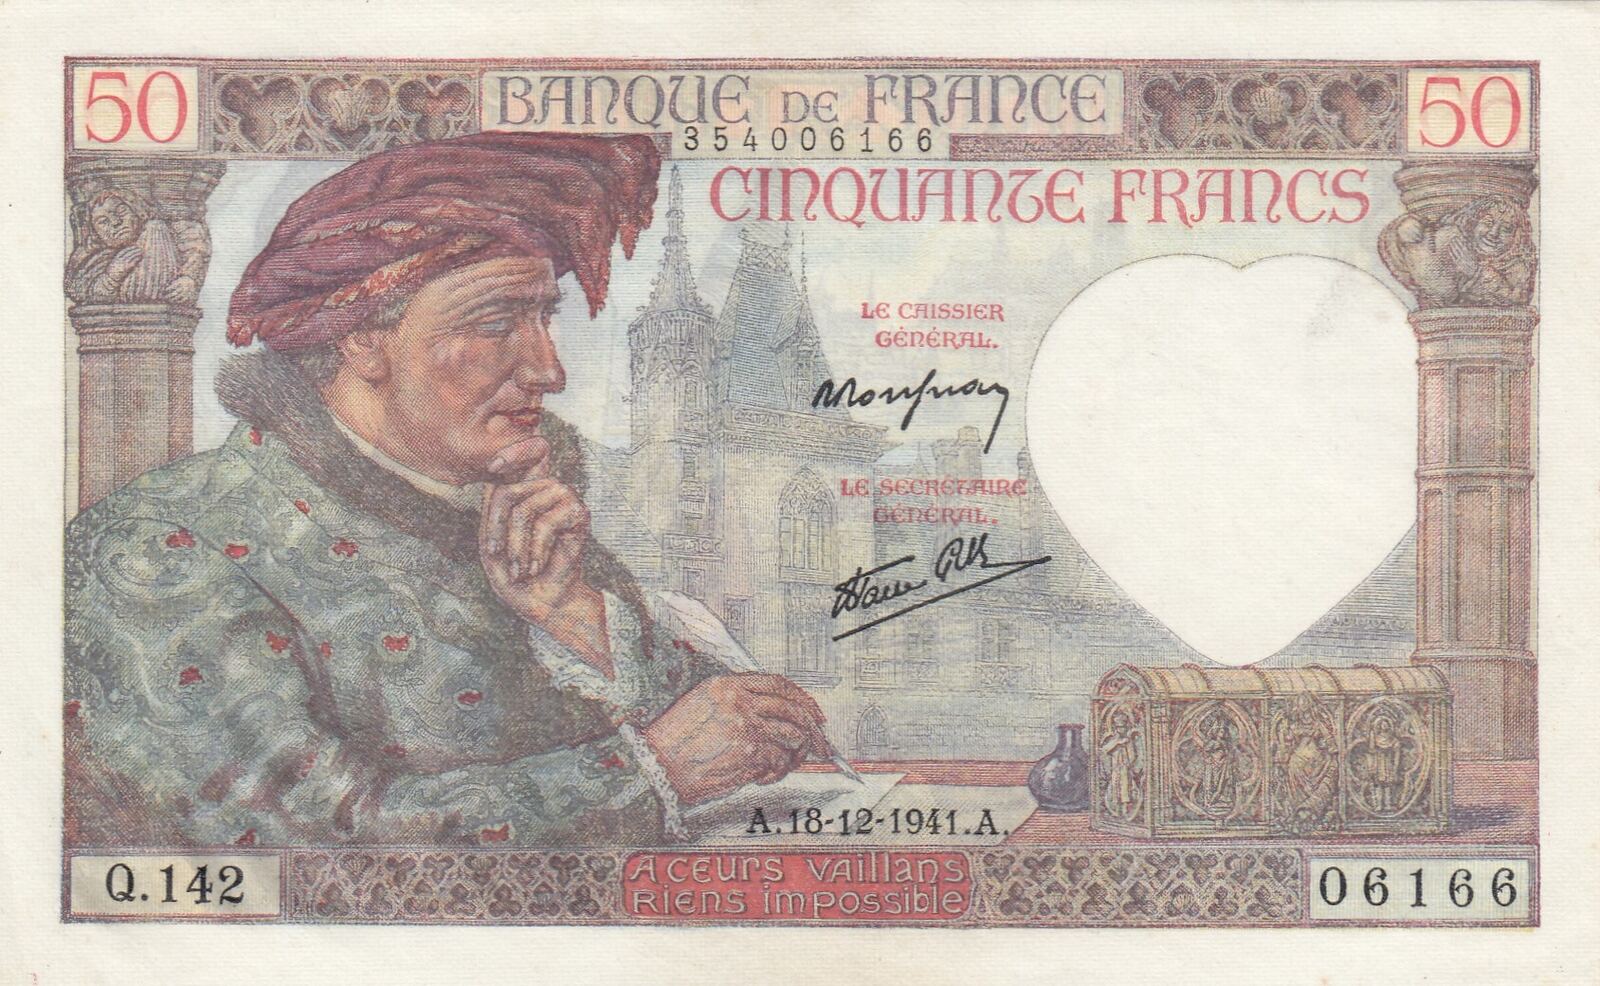 50
BANQUE DE FRANCE
50
354006166
CINQUANTE FRANCS
LE CAISSIER
GÉNÉRAL.
LE SECRÉTAIRE
GÉNÉRAL.
A.18-12-1941.A.
Q.142
A CŒURS VAILLANS
RIENS IMPOSSIBLE
06166